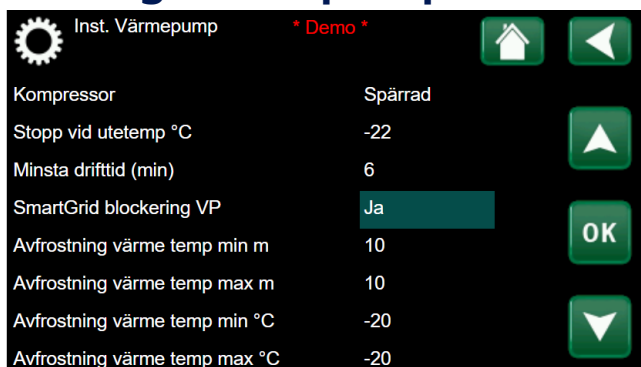 Inst. Värmepump * Demo *
Kompressor Spärrad
Stopp vid utetemp °C -22
Minsta drifttid (min) 6
SmartGrid blockering VP Ja
OK
Avfrostning värme temp min m 10
Avfrostning värme temp max m 10
Avfrostning värme temp min °C -20
Avfrostning värme temp max °C -20